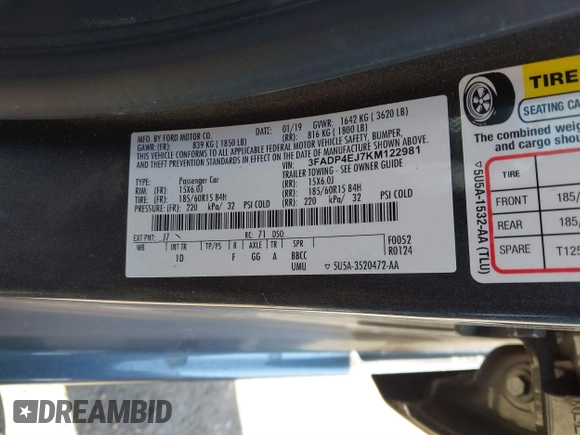 MFD. BY FORD MOTOR CO.
DATE: 01/19 GVWR: 1642 KG ( 3620 LB)
GAWR: (FR): 839 KG ( 1850 LB) (RR): 816 KG ( 1800 LB)
THIS VEHICLE CONFORMS TO ALL APPLICABLE FEDERAL MOTOR VEHICLE SAFETY, BUMPER,
AND THEFT PREVENTION STANDARDS IN EFFECT ON THE DATE OF MANUFACTURE SHOWN ABOVE.
VIN: 3FADP4EJ7KM122981
TYPE: Passenger Car TRAILER TOWING - SEE OWNER GUIDE
RIM: (FR): 15X6.0J (RR): 15X6.0J
TIRE: (FR): 185/60R15 84H (RR): 185/60R15 84H
PRESSURE: (FR): 220 kPa/ 32 PSI COLD (RR): 220 kPa/ 32 PSI COLD
EXT PNT: J7 RC: 71 DSO: F0052
WB INT TR TP/PS R AXLE TR SPR R0124
1D F GG A BBCC
UMU ▽ 5U5A-3520472-AA
▽ 5U5A-1532-AA (TLU)
TIRE
SEATING CA
The combined weig
and cargo should
TIRE
FRONT 185/
REAR 185/
SPARE T125
DREAMBID